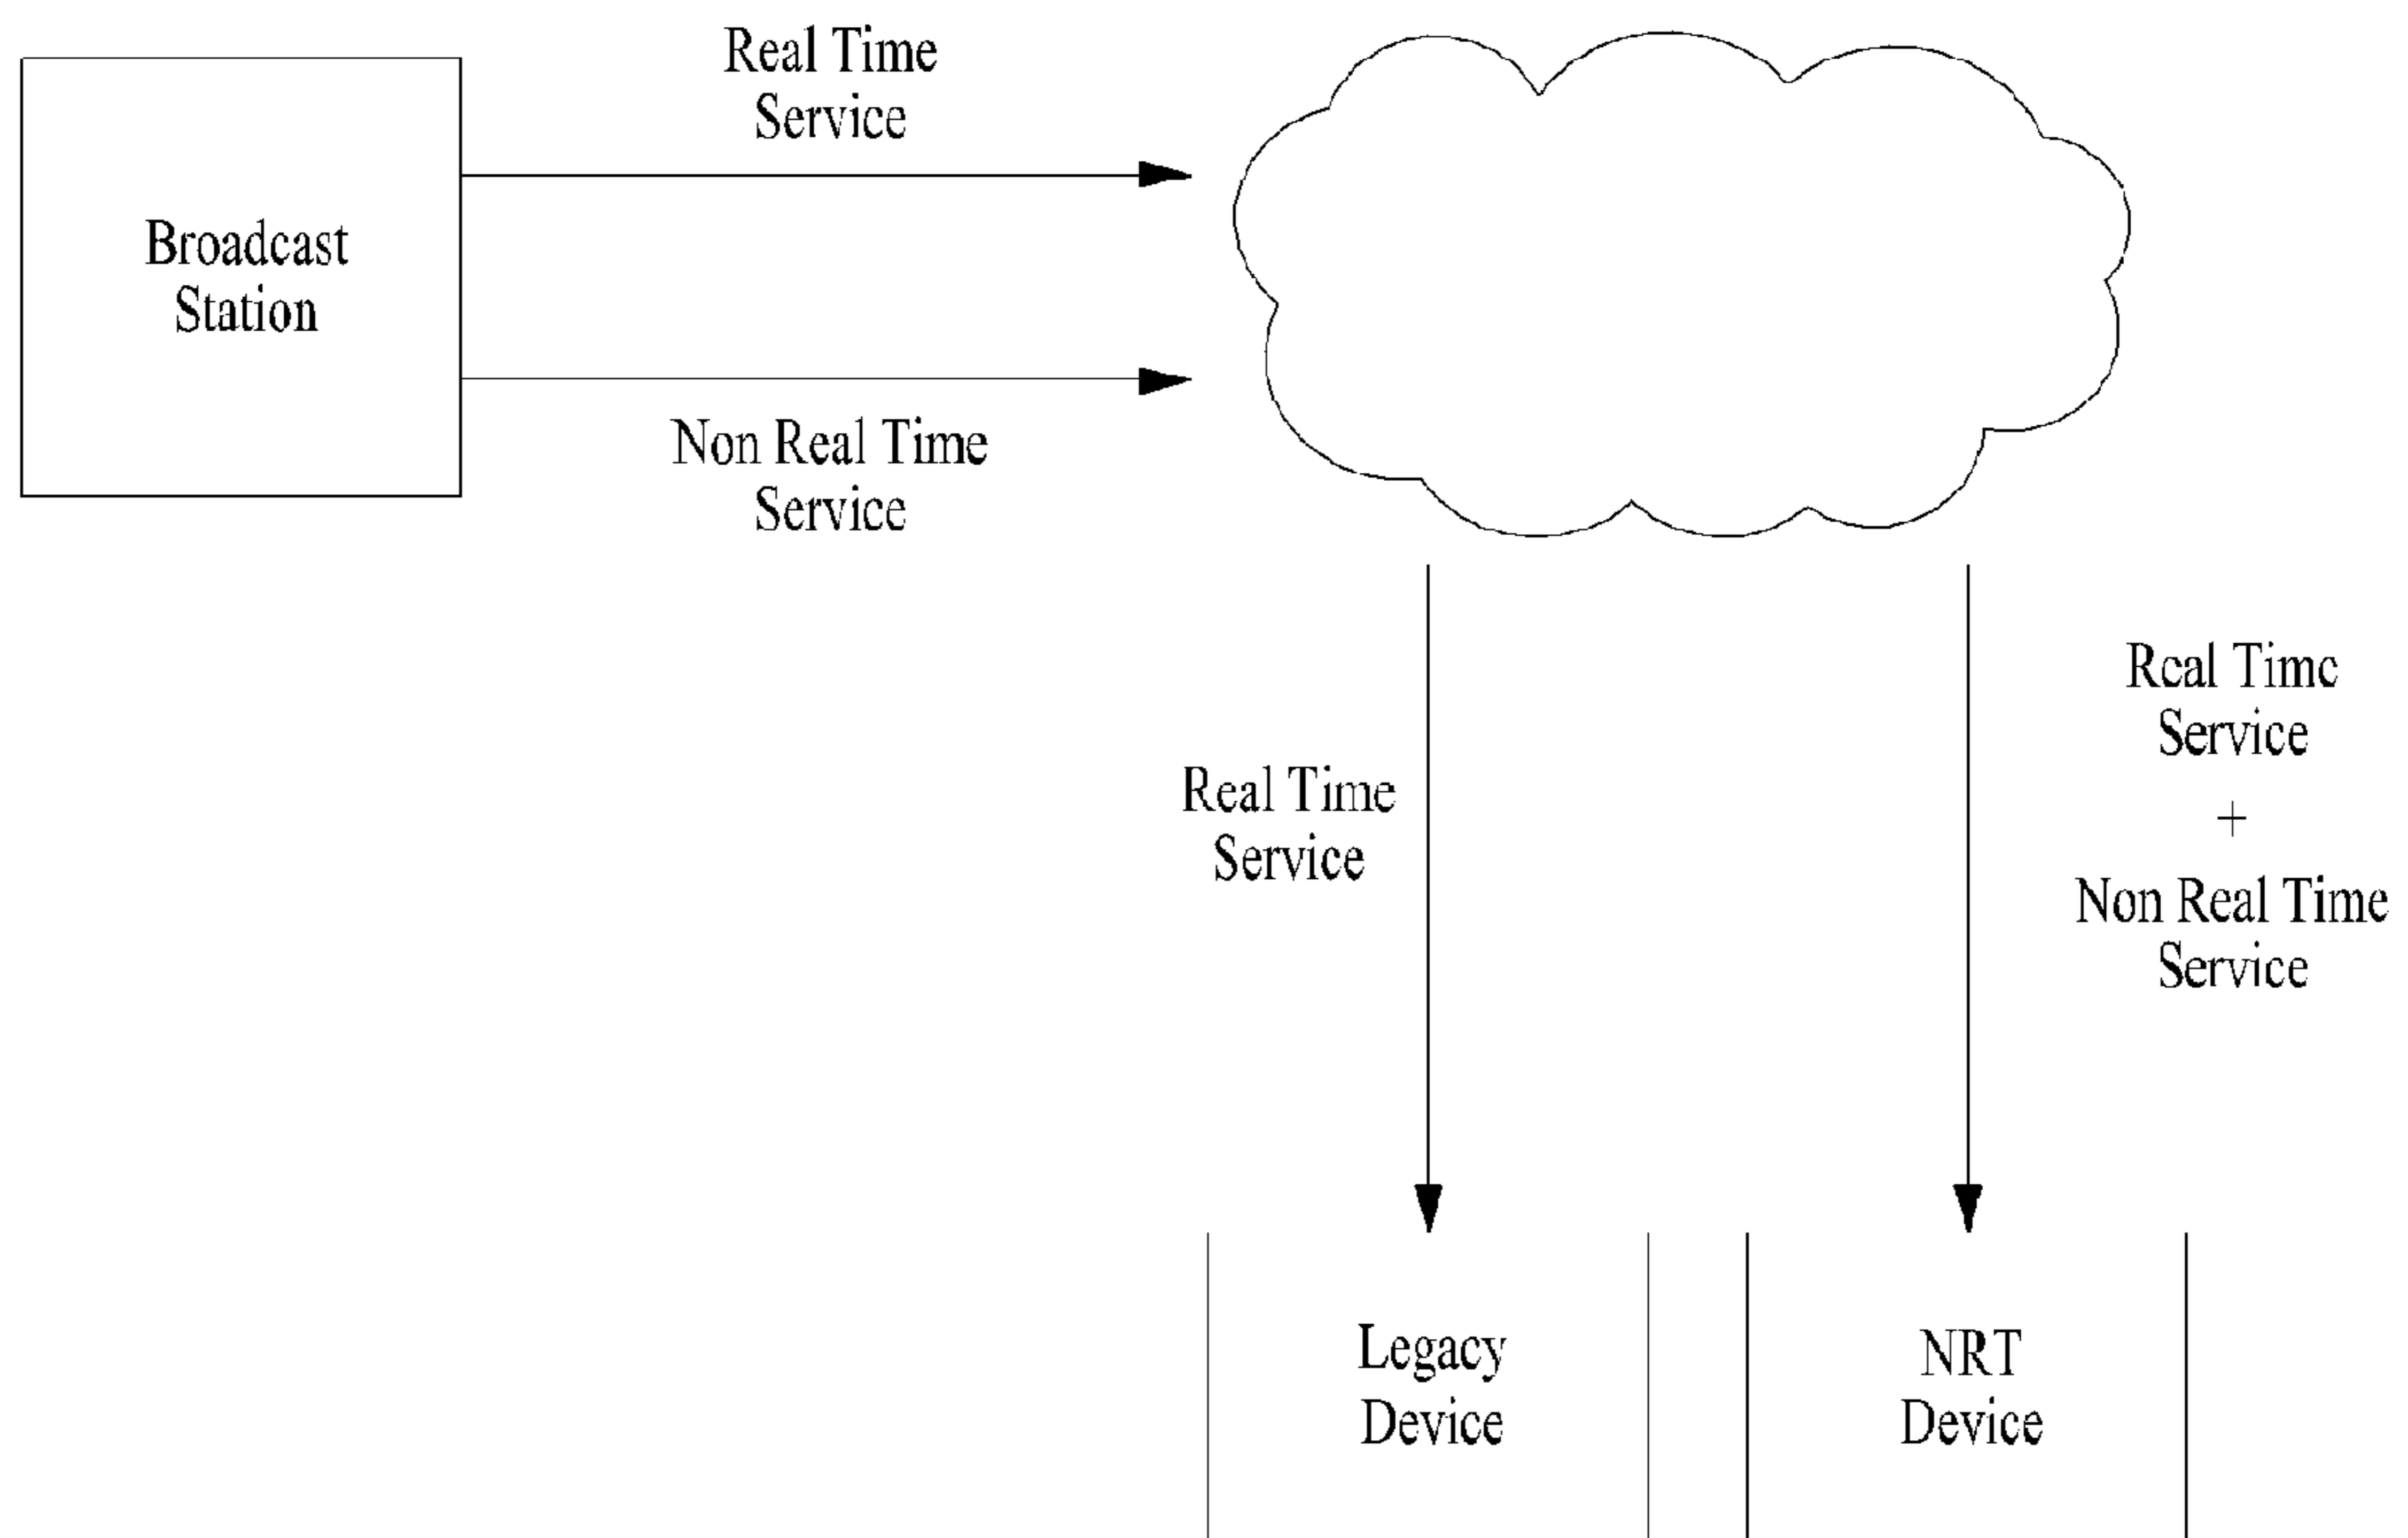 Real Time
Service
Broadcast
Station
Non Real Time
Service
Real Time
Service
+
Non Real Time
Service
Real Time
Service
Legacy
Device
NRT
Device